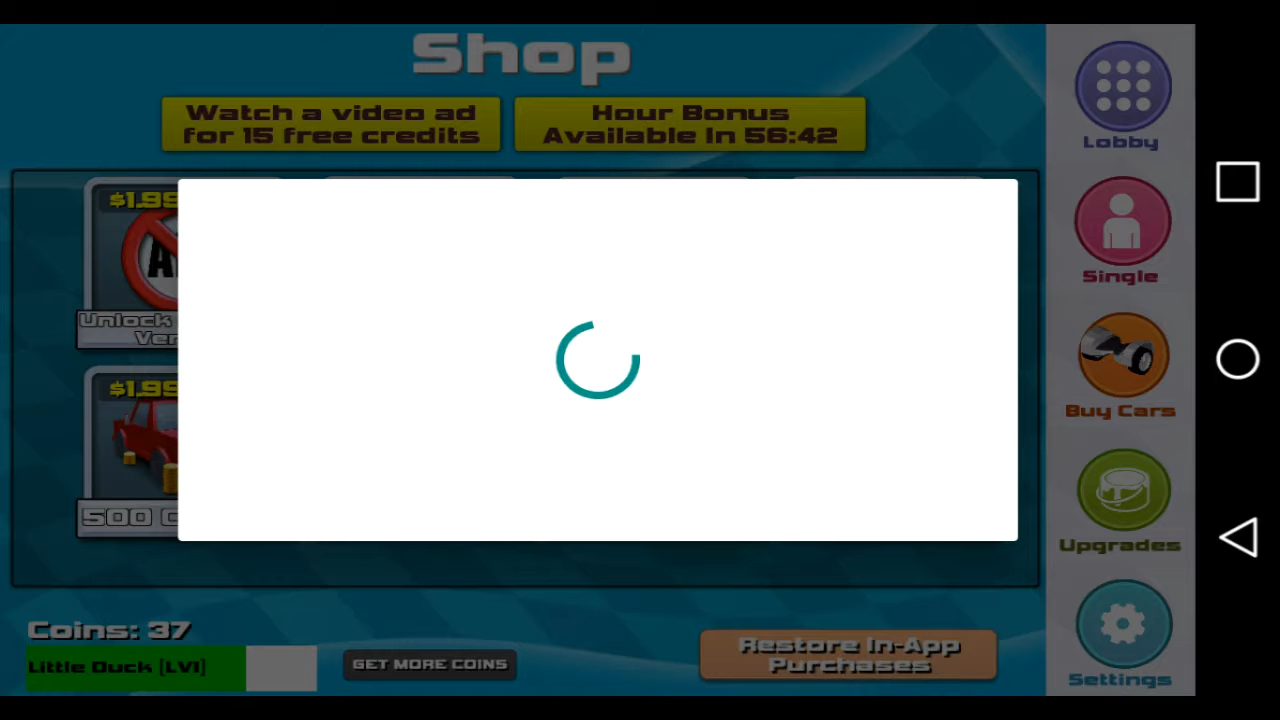 Shop
Watch a video ad
for 15 free credits
Hour Bonus
Available In 56:42
$1.99
Unlock
$1.99
500
Coins: 37
Little Duck [LV1]
GET MORE COINS
Restore In-App
Purchases
Lobby
Single
Buy Cars
Upgrades
Settings